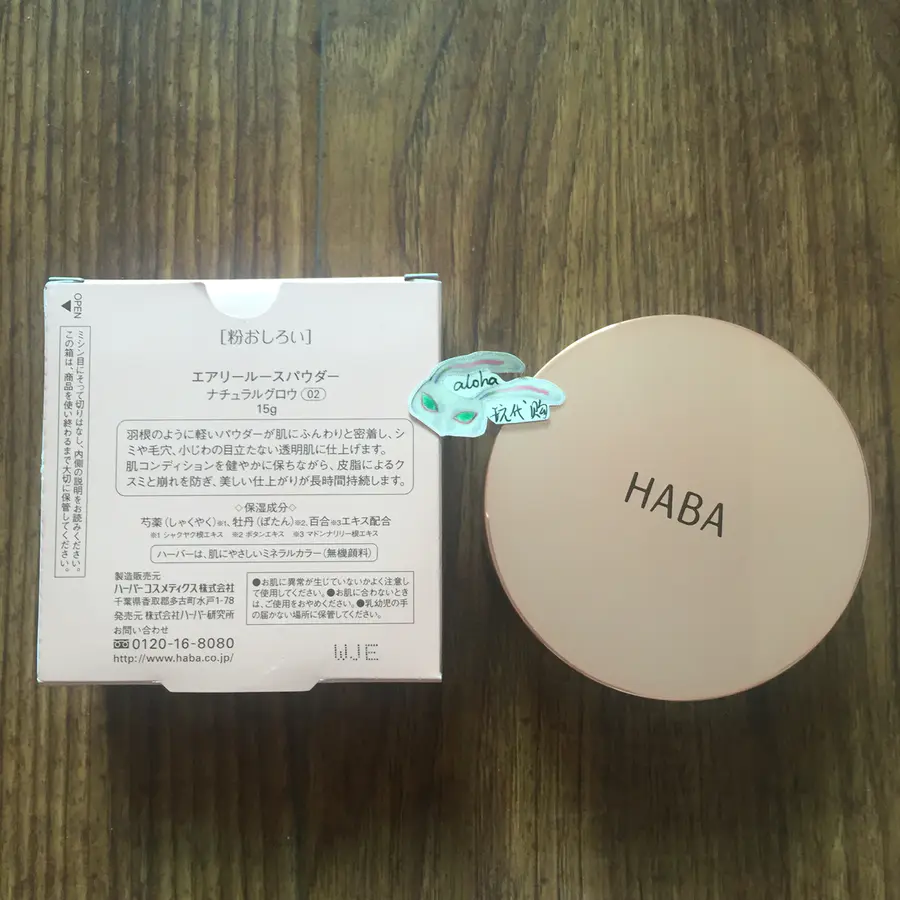 OPEN
ミシン目にそって切りはなし、内側の説明をお読みください。
この箱は、商品を使い終わるまで大切に保管してください。
［粉おしろい］
エアリールースパウダー
ナチュラルグロウ 02
15g
羽根のように軽いパウダーが肌にふんわりと密着し、シ
ミや毛穴、小じわの目立たない透明肌に仕上げます。
肌コンディションを健やかに保ちながら、皮脂によるク
スミと崩れを防ぎ、美しい仕上がりが長時間持続します。
◇保湿成分◇
芍薬（しゃくやく）※1、牡丹（ぼたん）※2、百合※3エキス配合
※1 シャクヤク根エキス ※2 ボタンエキス ※3 マドンナリリー根エキス
ハーバーは、肌にやさしいミネラルカラー（無機顔料）
製造販売元
ハーバーコスメティクス株式会社
千葉県香取郡多古町水戸1-78
発売元 株式会社ハーバー研究所
お問い合わせ
0120-16-8080
http://www.haba.co.jp/
●お肌に異常が生じていないかよく注意し
て使用してください。●お肌に合わないとき
は、ご使用をおやめください。●乳幼児の手
の届かない場所に保管してください。
WJE
aloha
代购
HABA